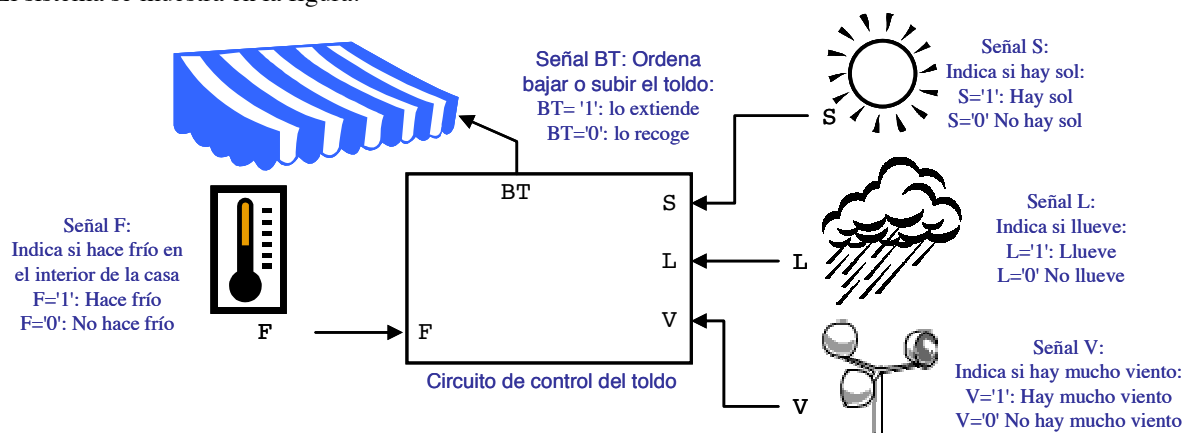 Señal BT: Ordena
bajar o subir el toldo:
BT= '1': lo extiende
BT='0': lo recoge
Señal S:
Indica si hay sol:
S='1': Hay sol
S='0' No hay sol
S
BT
S
L
V
F
Señal F:
Indica si hace frío en
el interior de la casa
F='1': Hace frío
F='0': No hace frío
F
L
Señal L:
Indica si llueve:
L='1': Llueve
L='0' No llueve
Circuito de control del toldo
V
Señal V:
Indica si hay mucho viento:
V='1': Hay mucho viento
V='0' No hay mucho viento